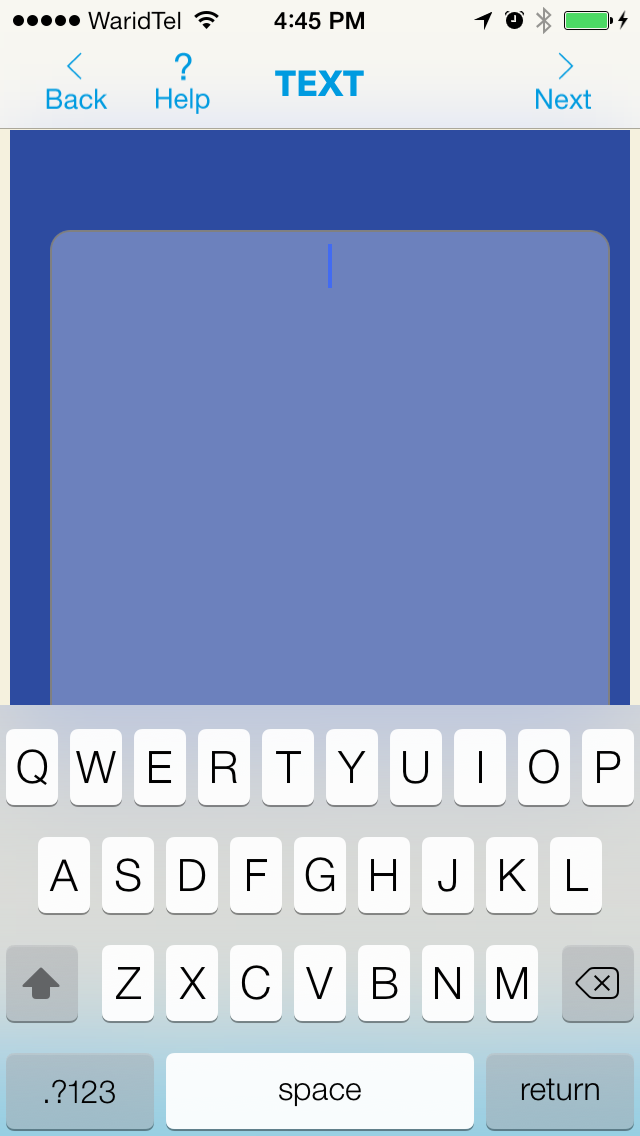 WaridTel 4:45 PM
Back Help TEXT Next
Q W E R T Y U I O P
A S D F G H J K L
Z X C V B N M
.?123 space return